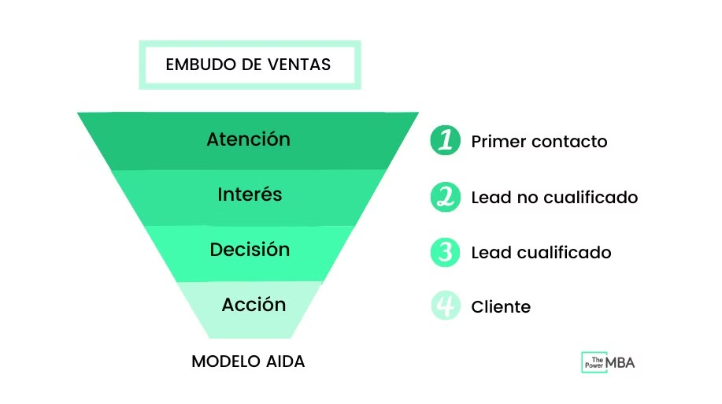 EMBUDO DE VENTAS
Atención
1 Primer contacto
Interés
2 Lead no cualificado
Decisión
3 Lead cualificado
Acción
4 Cliente
MODELO AIDA
The
Power MBA